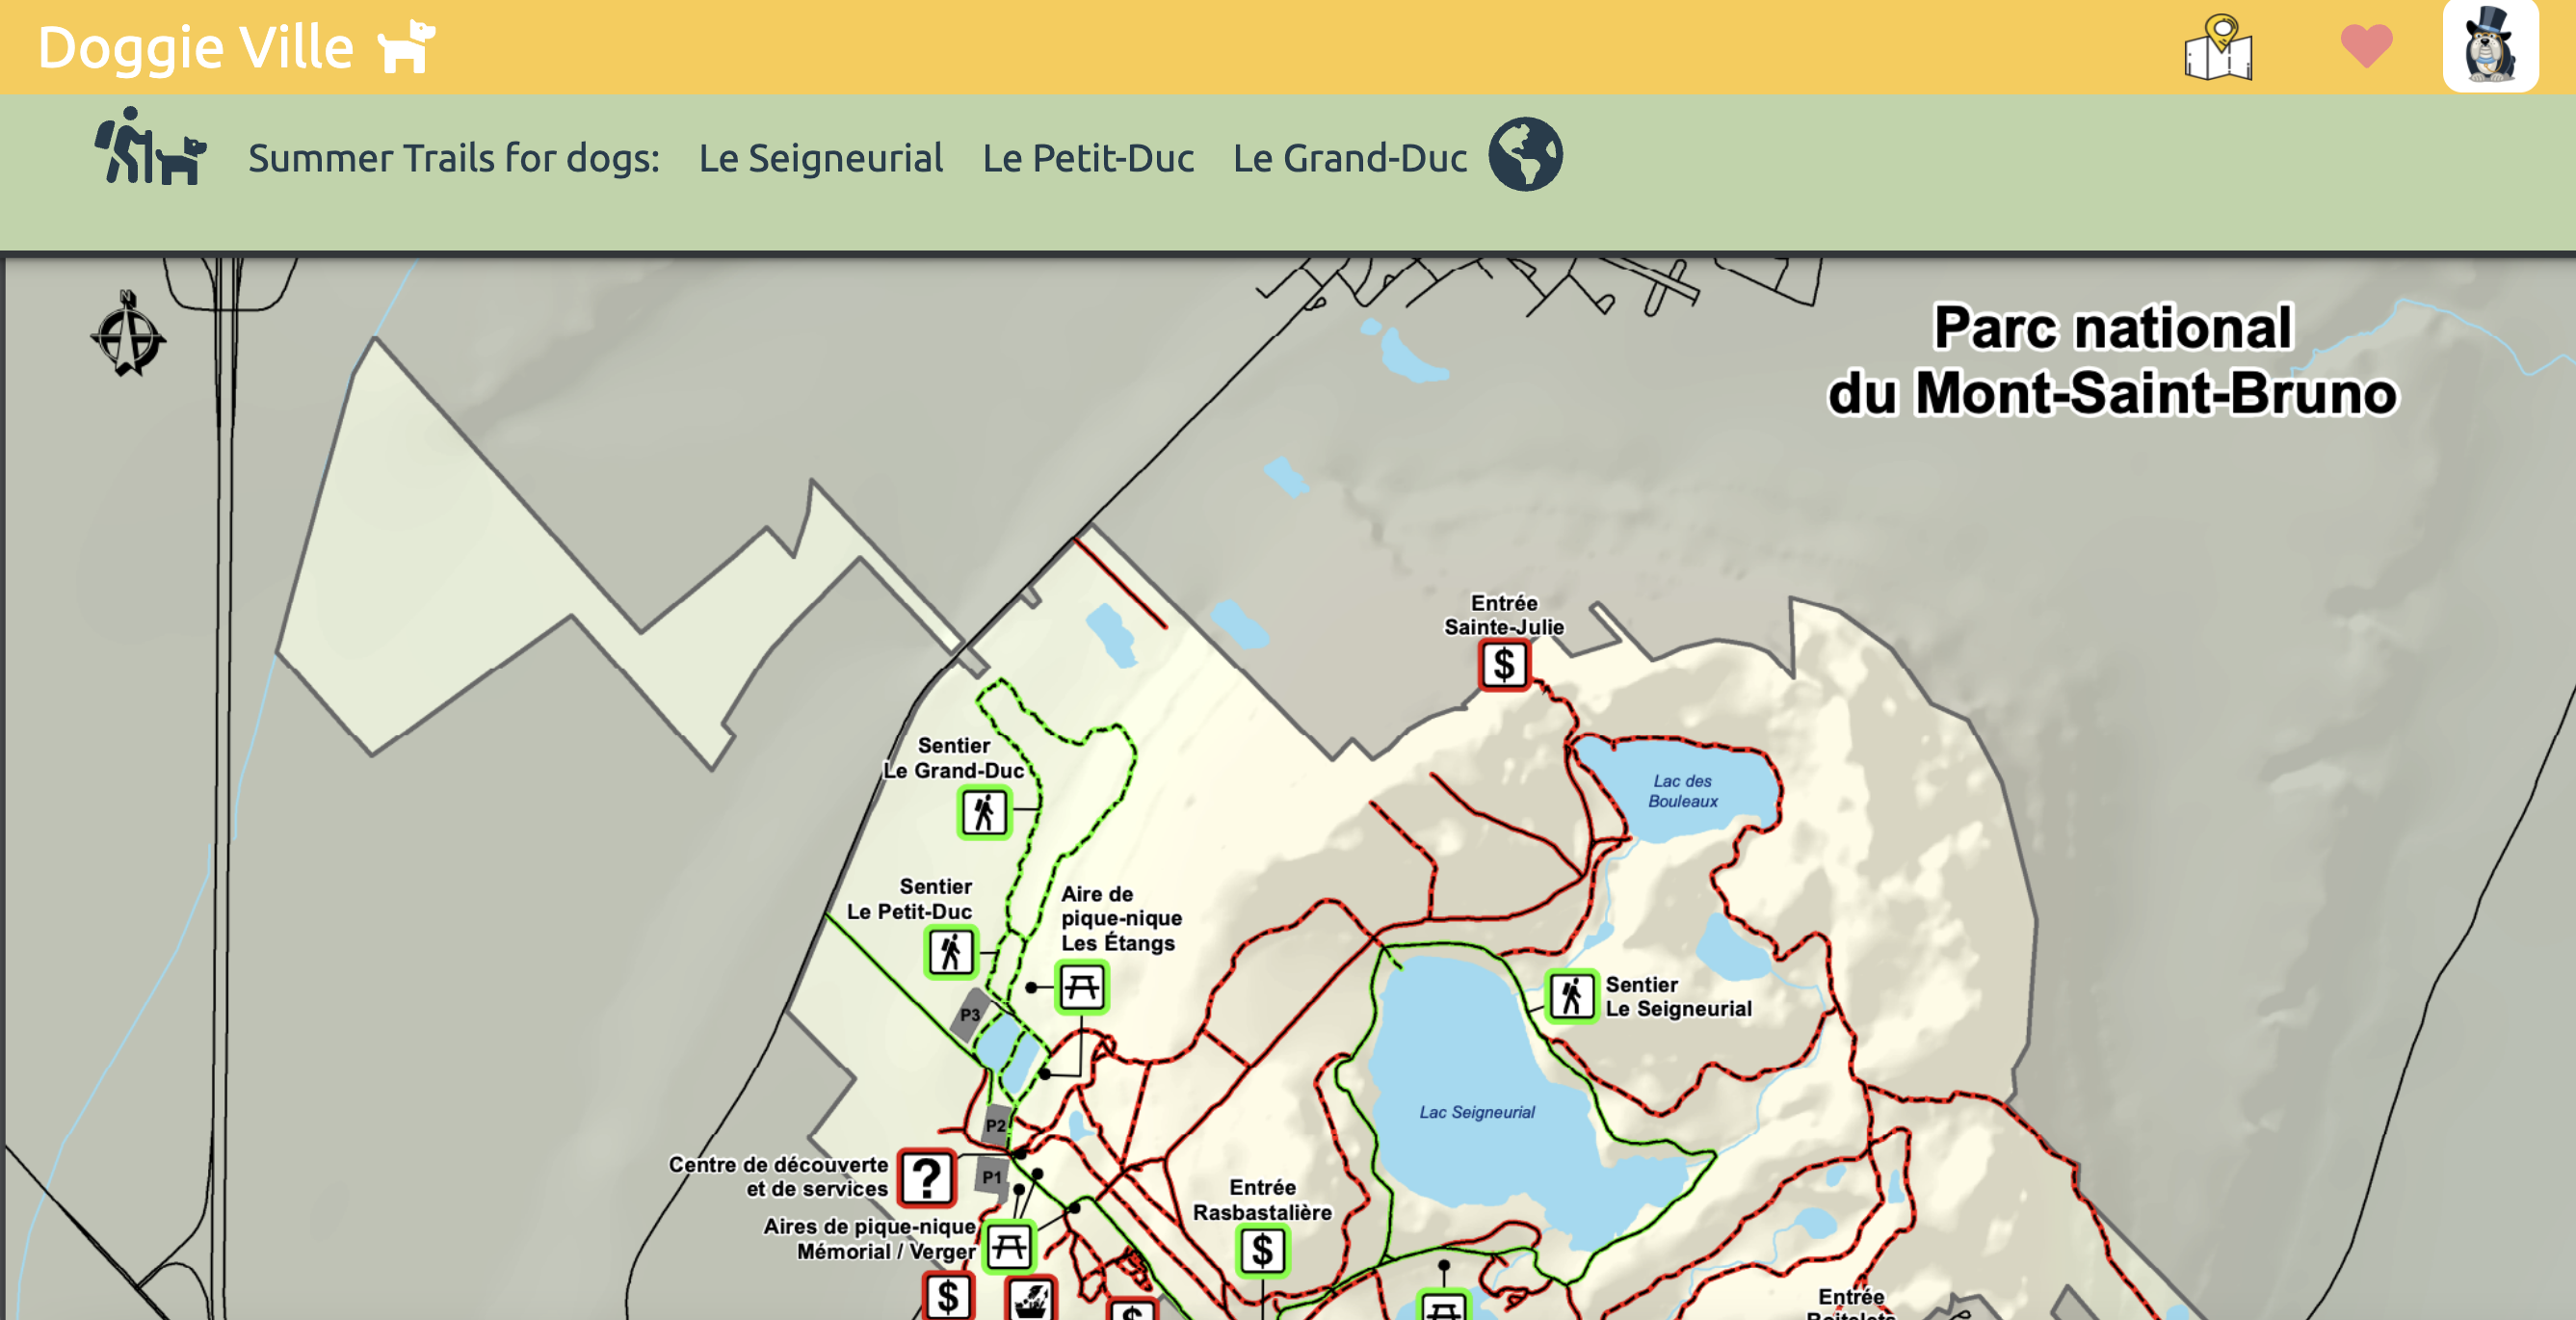 Doggie Ville
Summer Trails for dogs: Le Seigneurial Le Petit-Duc Le Grand-Duc
N
Parc national
du Mont-Saint-Bruno
Entrée
Sainte-Julie
$
Sentier
Le Grand-Duc
Lac des
Bouleaux
Sentier
Le Petit-Duc
Aire de
pique-nique
Les Étangs
Sentier
Le Seigneurial
P3
Lac Seigneurial
P2
Centre de découverte
et de services
?
P1
Entrée
Rasbastalière
$
Aires de pique-nique
Mémorial / Verger
$
$
Entrée